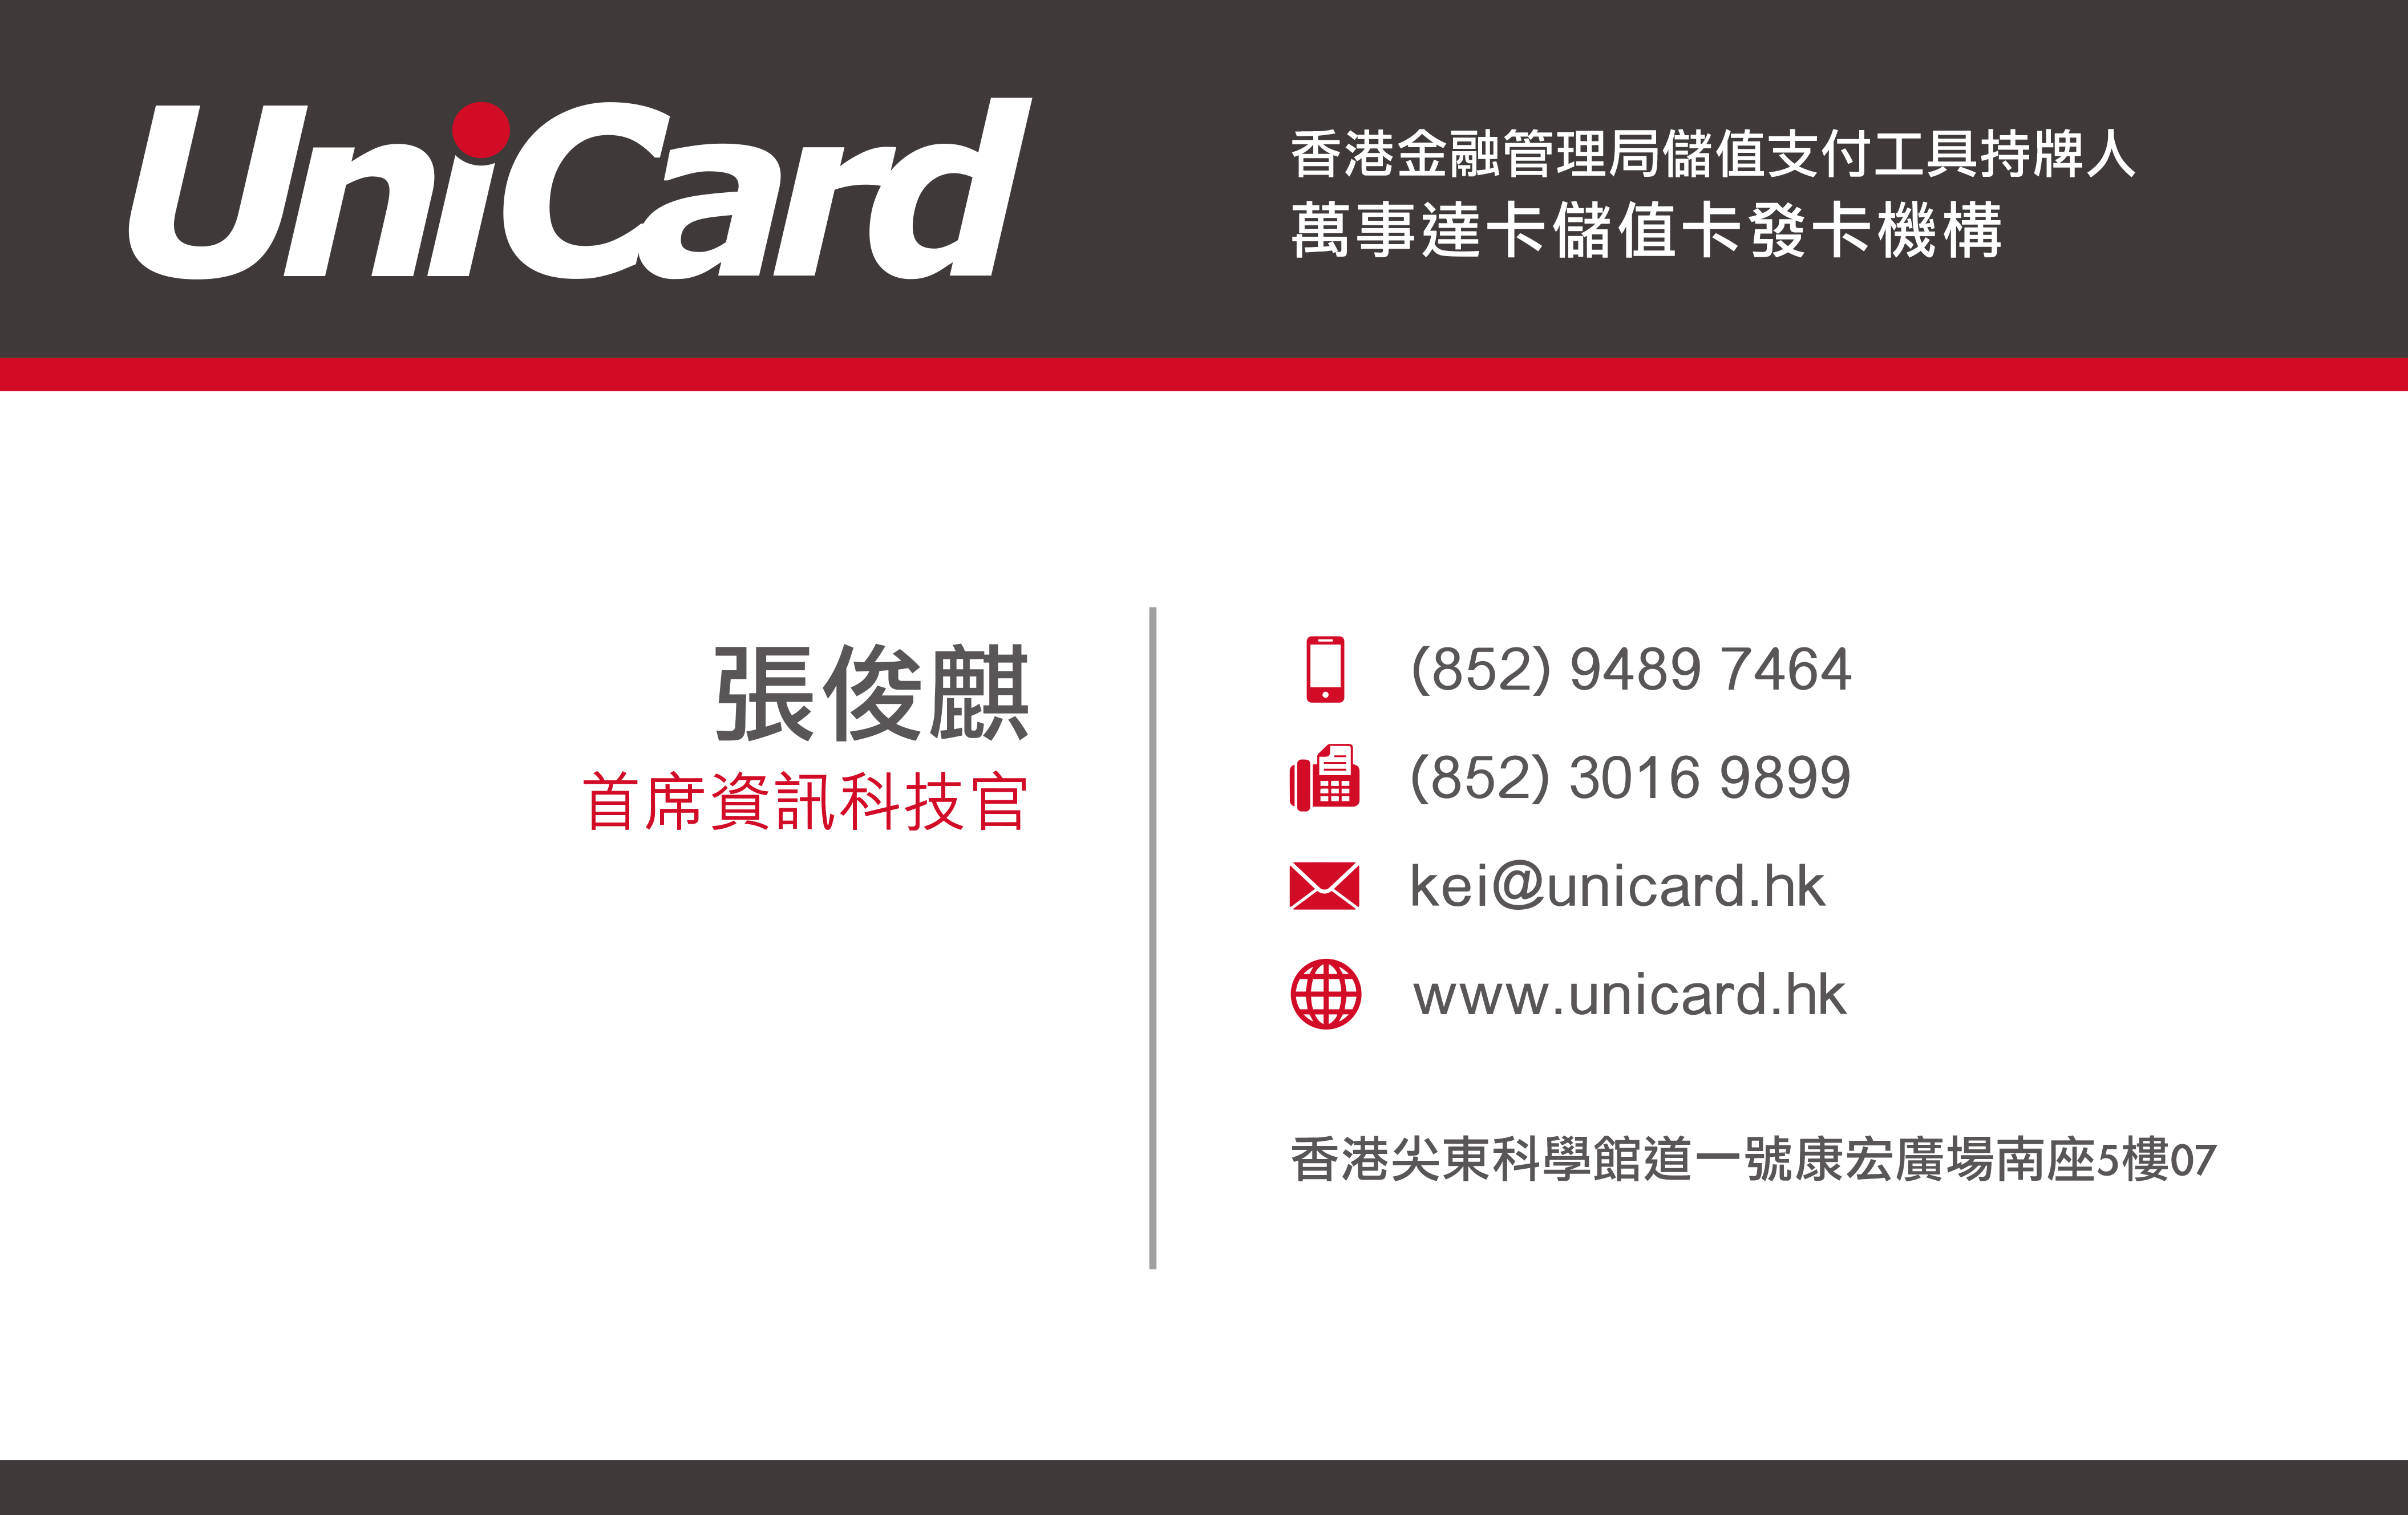 UniCard
香港金融管理局儲值支付工具持牌人
萬事達卡儲值卡發卡機構
張俊麒
首席資訊科技官
(852) 9489 7464
(852) 3016 9899
kei@unicard.hk
www.unicard.hk
香港尖東科學館道一號康宏廣場南座5樓07